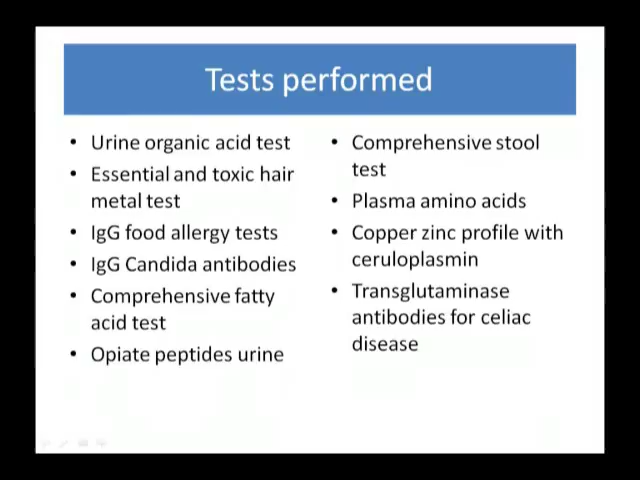 Tests performed
• Urine organic acid test
• Essential and toxic hair
metal test
• IgG food allergy tests
• IgG Candida antibodies
• Comprehensive fatty
acid test
• Opiate peptides urine
• Comprehensive stool
test
• Plasma amino acids
• Copper zinc profile with
ceruloplasmin
• Transglutaminase
antibodies for celiac
disease